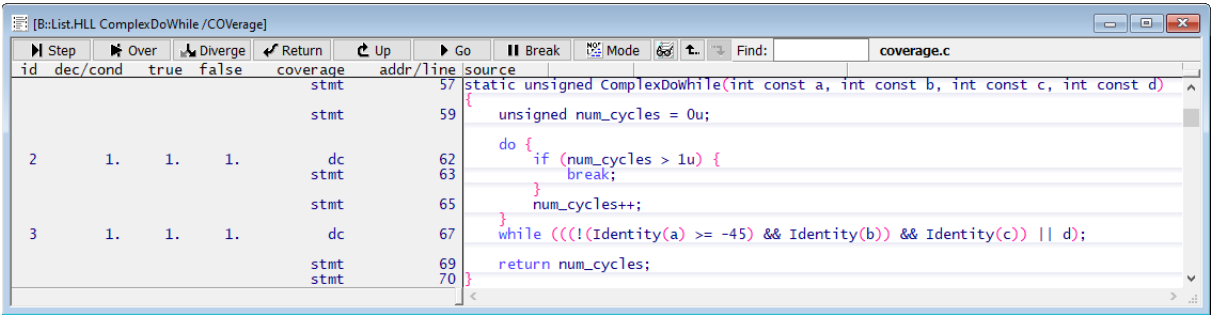 [B::List.HLL ComplexDoWhile /COVerage]
Step Over Diverge Return Up Go Break Mode t.. Find: coverage.c
id dec/cond true false coverage addr/line source
stmt 57 static unsigned ComplexDoWhile(int const a, int const b, int const c, int const d)
{
stmt 59 unsigned num_cycles = 0u;
do {
2 1. 1. 1. dc 62 if (num_cycles > 1u) {
stmt 63 break;
}
stmt 65 num_cycles++;
}
3 1. 1. 1. dc 67 while (((!(Identity(a) >= -45) && Identity(b)) && Identity(c)) || d);
stmt 69 return num_cycles;
stmt 70 }